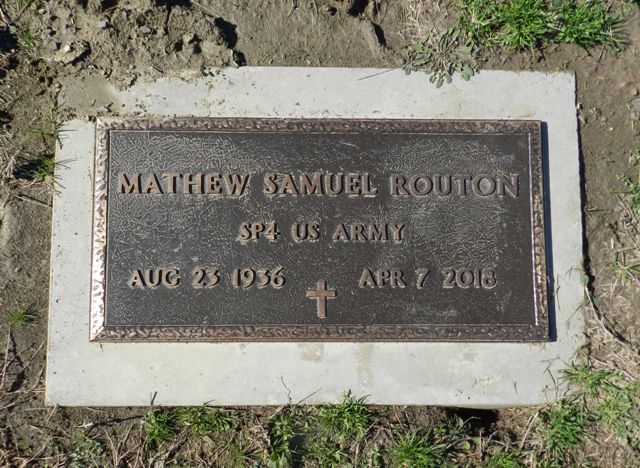 MATHEW SAMUEL ROUTON
SP4 US ARMY
AUG 23 1936 APR 7 2018